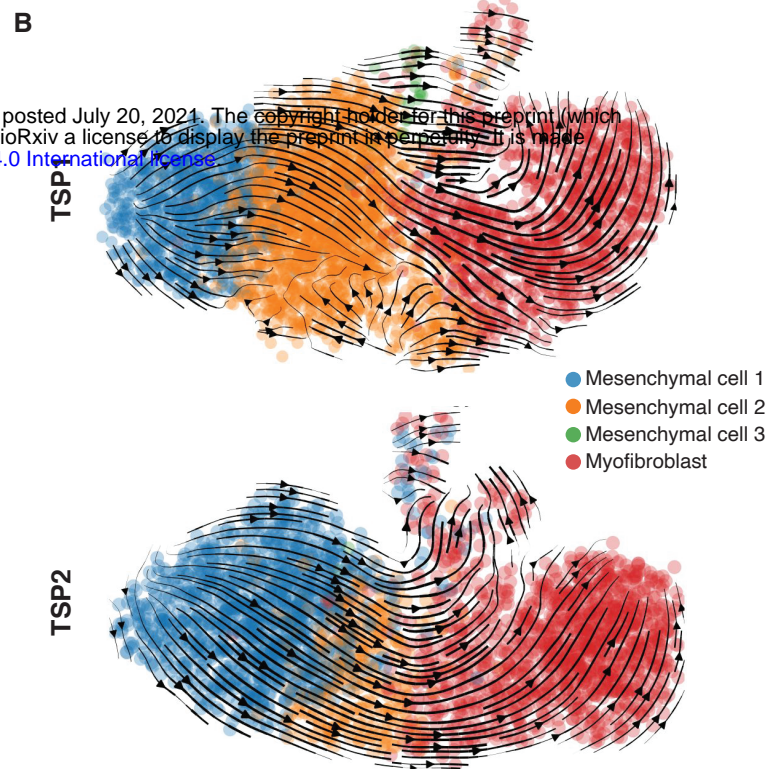 B
posted July 20, 2021. The copyright holder for this preprint (which
ioRxiv a license to display the preprint in perpetuity. It is made
.0 International license
TSP1
Mesenchymal cell 1
Mesenchymal cell 2
Mesenchymal cell 3
Myofibroblast
TSP2